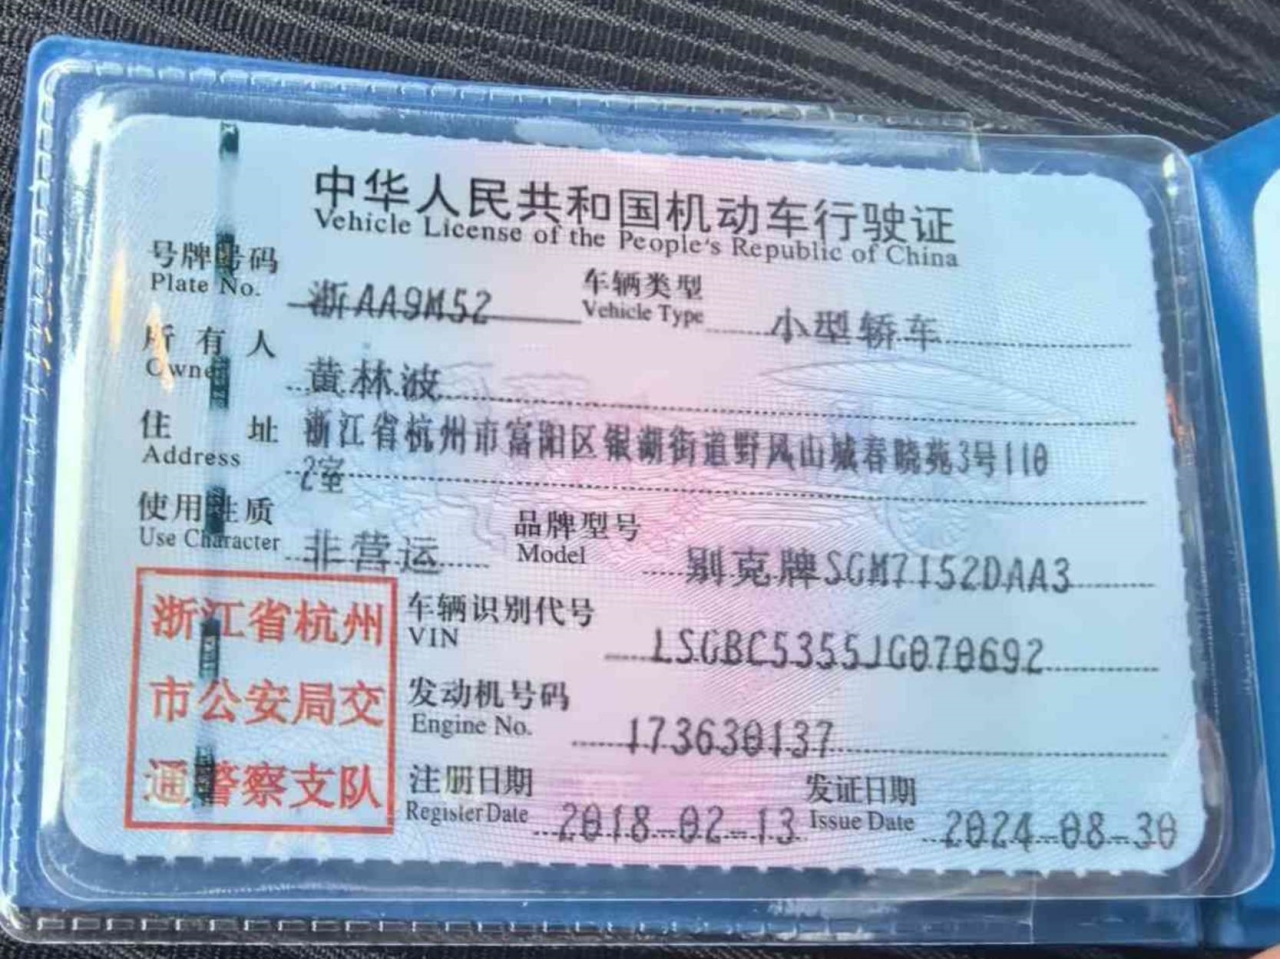 中华人民共和国机动车行驶证
Vehicle License of the People's Republic of China
号牌号码 浙AA9M52 车辆类型 小型轿车
Plate No. Vehicle Type
所有人 黄林波
Owner
住址 浙江省杭州市富阳区银湖街道野风山城春晓苑3号110
Address 2室
使用性质 非营运 品牌型号 别克牌SGM7152DAA3
Use Character Model
浙江省杭州
市公安局交
通警察支队
车辆识别代号 LSGBC5355JG070692
VIN
发动机号码 173630137
Engine No.
注册日期 2018-02-13 发证日期 2024-08-30
Register Date Issue Date